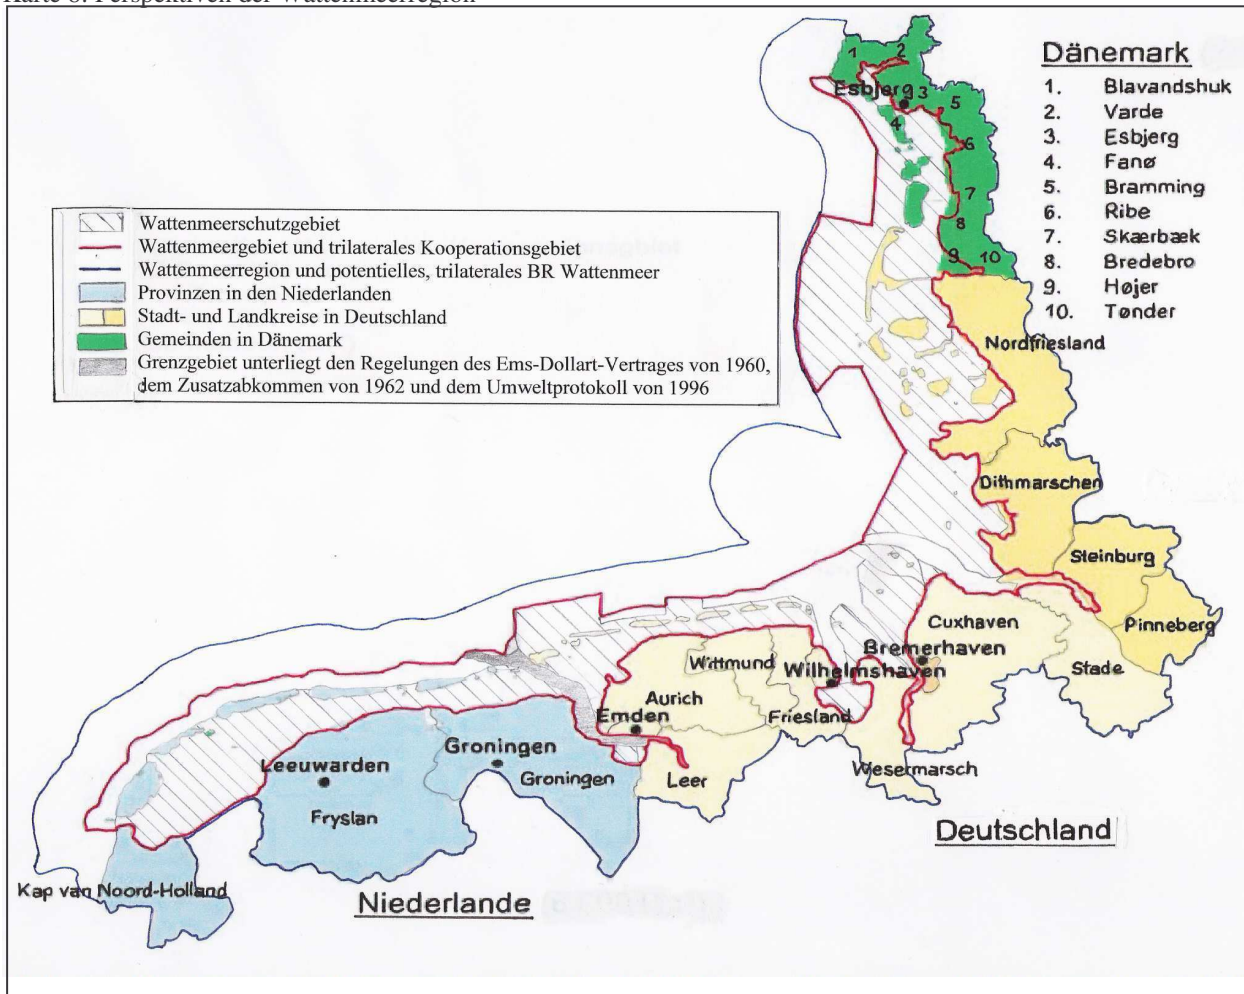 Karte 8: Perspektiven der Wattenmeerregion
Dänemark
1. Blavandshuk
2. Varde
3. Esbjerg
4. Fanø
5. Bramming
6. Ribe
7. Skærbæk
8. Bredebro
9. Højer
10. Tønder
Wattenmeerschutzgebiet
Wattenmeergebiet und trilaterales Kooperationsgebiet
Wattenmeerregion und potentielles, trilaterales BR Wattenmeer
Provinzen in den Niederlanden
Stadt- und Landkreise in Deutschland
Gemeinden in Dänemark
Grenzgebiet unterliegt den Regelungen des Ems-Dollart-Vertrages von 1960,
dem Zusatzabkommen von 1962 und dem Umweltprotokoll von 1996
1
2
Esbjerg
3
4
5
6
7
8
9
10
Nordfriesland
Dithmarschen
Steinburg
Pinneberg
Cuxhaven
Bremerhaven
Stade
Wittmund
Wilhelmshaven
Aurich
Friesland
Emden
Leer
Wesermarsch
Groningen
Groningen
Leeuwarden
Fryslan
Kap van Noord-Holland
Niederlande
Deutschland